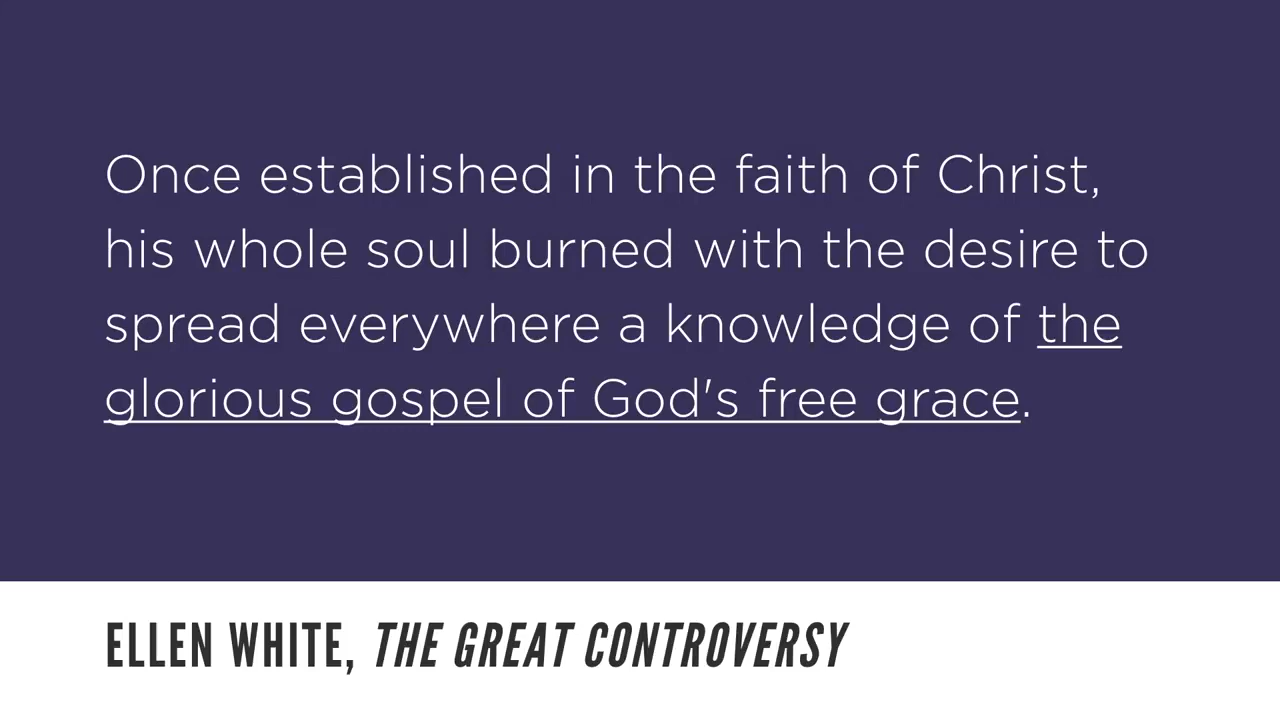 Once established in the faith of Christ,
his whole soul burned with the desire to
spread everywhere a knowledge of the
glorious gospel of God's free grace.
ELLEN WHITE, THE GREAT CONTROVERSY